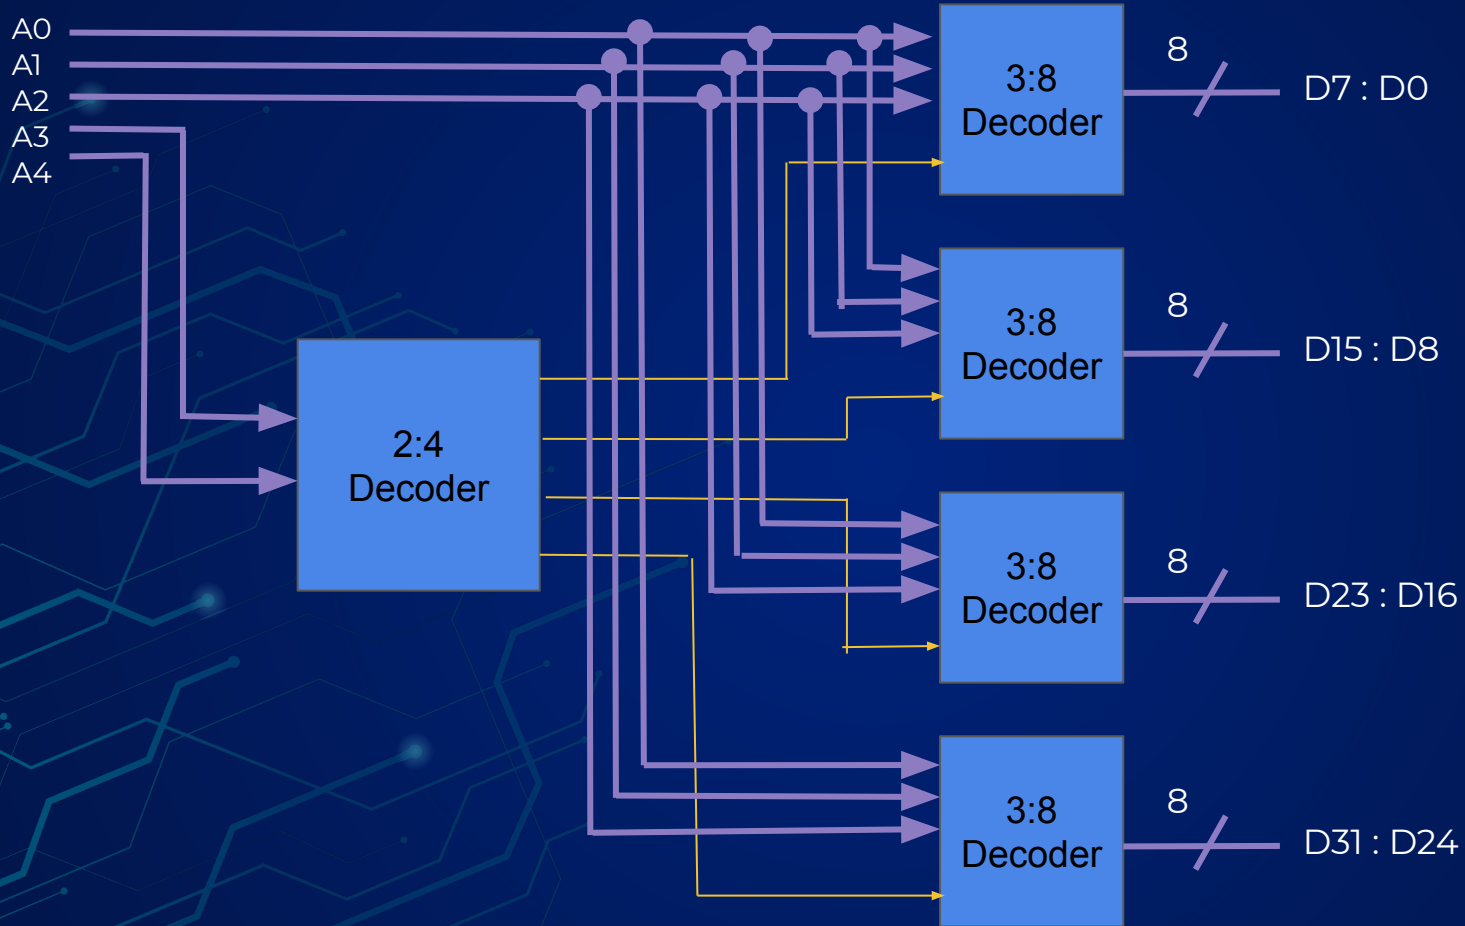 A0
A1
A2
A3
A4
3:8
Decoder
8
D7 : D0
3:8
Decoder
8
D15 : D8
2:4
Decoder
3:8
Decoder
8
D23 : D16
3:8
Decoder
8
D31 : D24